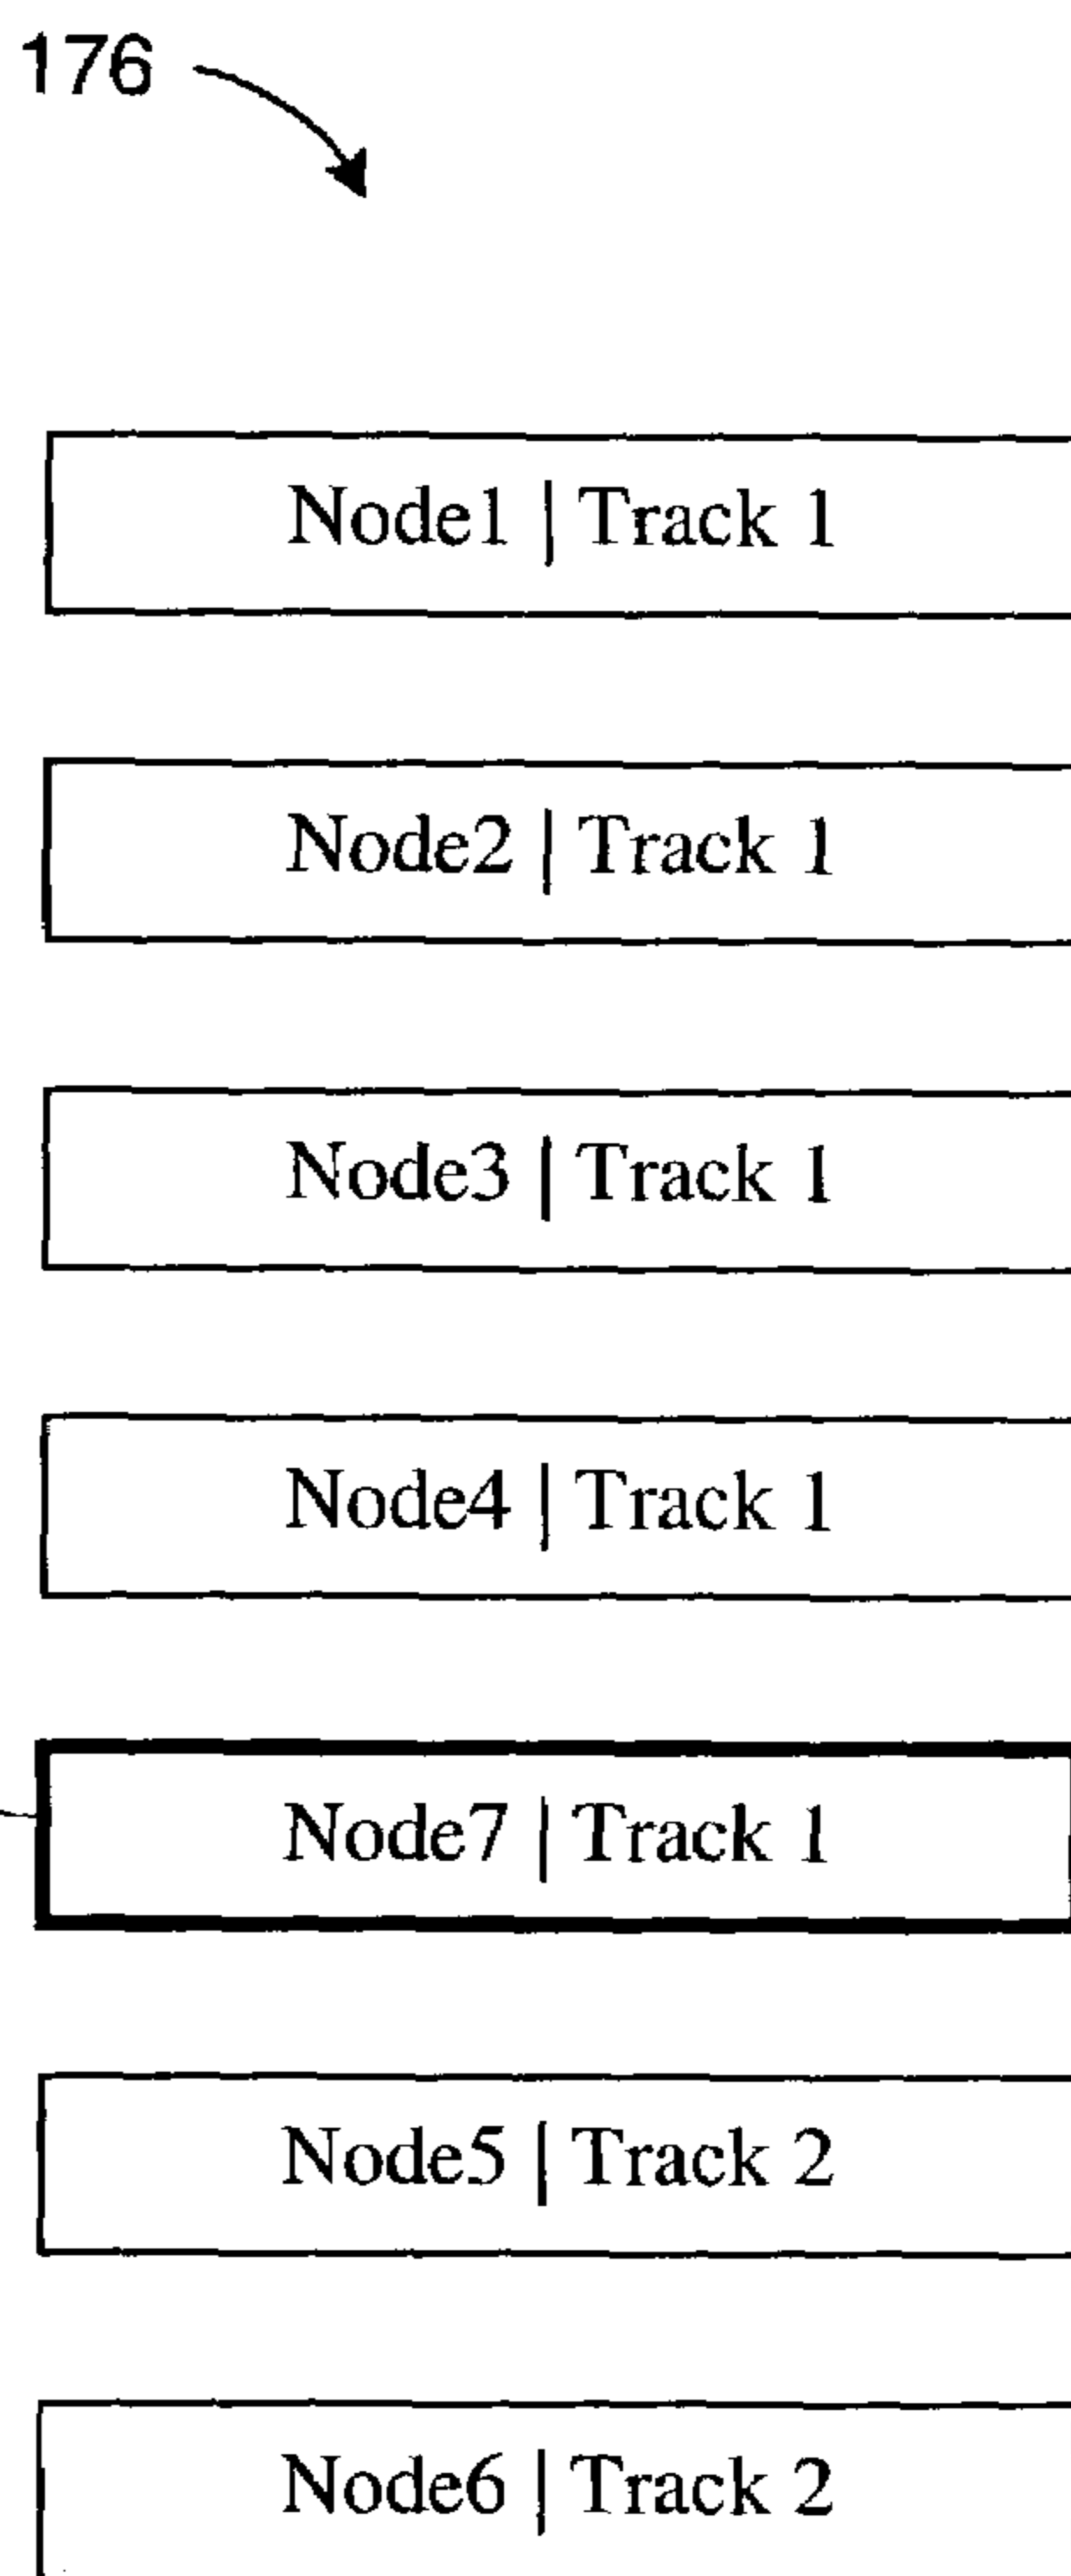 176
Node1 | Track 1
Node2 | Track 1
Node3 | Track 1
Node4 | Track 1
Node7 | Track 1
Node5 | Track 2
Node6 | Track 2